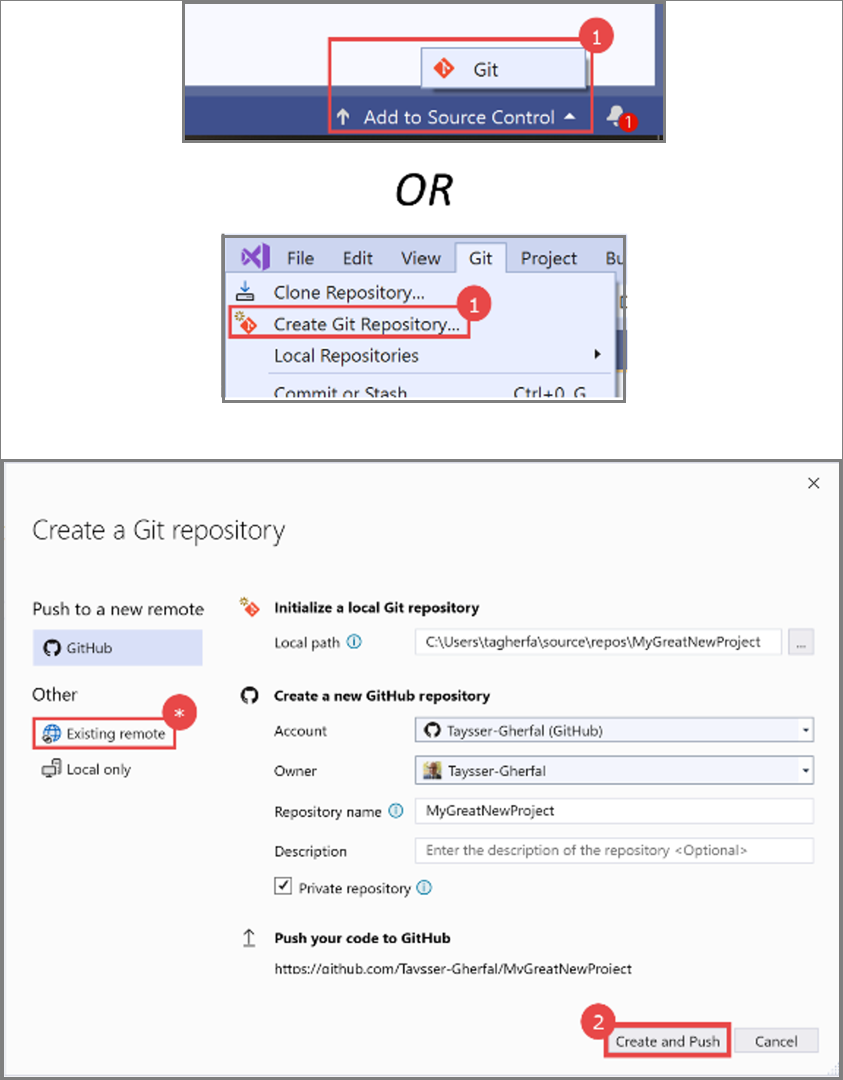 1
Git
Add to Source Control
1
OR
File Edit View Git Project Bu
Clone Repository...
1
Create Git Repository...
Local Repositories
Commit or Stash Ctrl+0, G
Create a Git repository
Push to a new remote
GitHub
Other
*
Existing remote
Local only
Initialize a local Git repository
Local path C:\Users\tagherfa\source\repos\MyGreatNewProject ...
Create a new GitHub repository
Account Taysser-Gherfal (GitHub)
Owner Taysser-Gherfal
Repository name MyGreatNewProject
Description Enter the description of the repository <Optional>
Private repository
Push your code to GitHub
https://github.com/Taysser-Gherfal/MyGreatNewProject
2
Create and Push Cancel